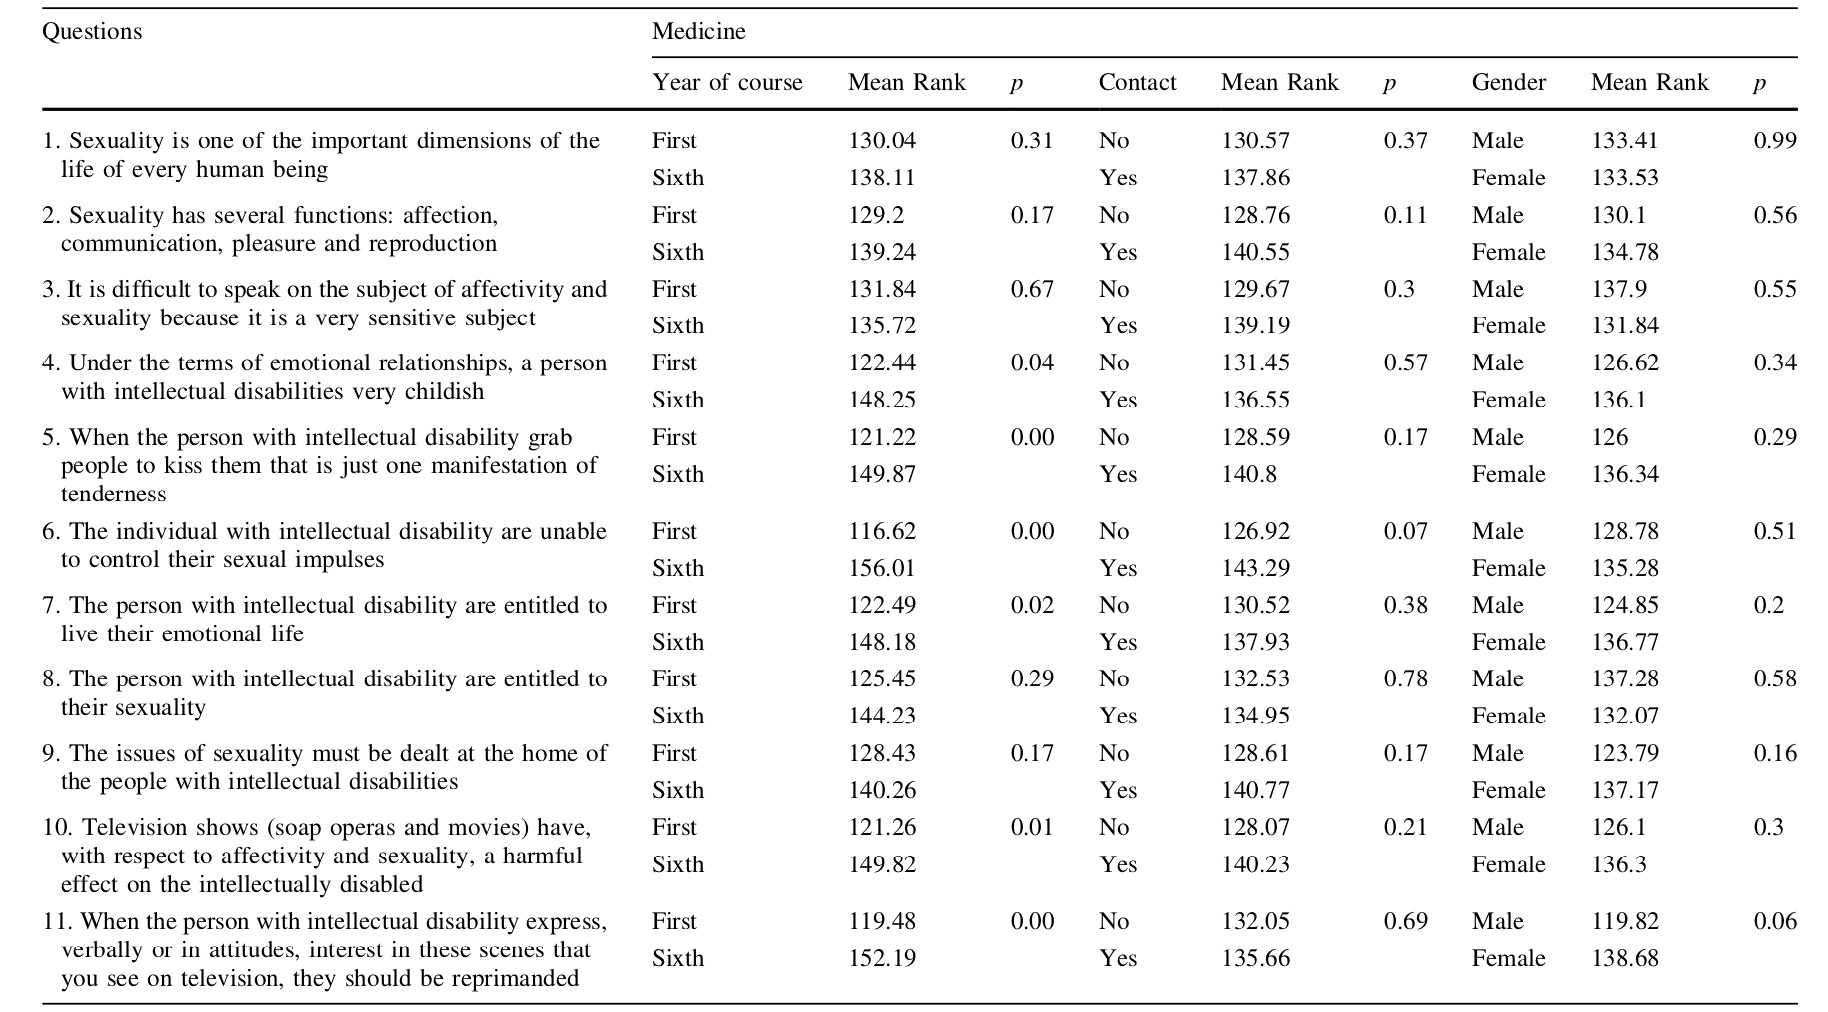 Questions Medicine
Year of course Mean Rank p Contact Mean Rank p Gender Mean Rank p
1. Sexuality is one of the important dimensions of the First 130.04 0.31 No 130.57 0.37 Male 133.41 0.99
life of every human being Sixth 138.11 Yes 137.86 Female 133.53
2. Sexuality has several functions: affection, First 129.2 0.17 No 128.76 0.11 Male 130.1 0.56
communication, pleasure and reproduction Sixth 139.24 Yes 140.55 Female 134.78
3. It is difficult to speak on the subject of affectivity and First 131.84 0.67 No 129.67 0.3 Male 137.9 0.55
sexuality because it is a very sensitive subject Sixth 135.72 Yes 139.19 Female 131.84
4. Under the terms of emotional relationships, a person First 122.44 0.04 No 131.45 0.57 Male 126.62 0.34
with intellectual disabilities very childish Sixth 148.25 Yes 136.55 Female 136.1
5. When the person with intellectual disability grab First 121.22 0.00 No 128.59 0.17 Male 126 0.29
people to kiss them that is just one manifestation of Sixth 149.87 Yes 140.8 Female 136.34
tenderness
6. The individual with intellectual disability are unable First 116.62 0.00 No 126.92 0.07 Male 128.78 0.51
to control their sexual impulses Sixth 156.01 Yes 143.29 Female 135.28
7. The person with intellectual disability are entitled to First 122.49 0.02 No 130.52 0.38 Male 124.85 0.2
live their emotional life Sixth 148.18 Yes 137.93 Female 136.77
8. The person with intellectual disability are entitled to First 125.45 0.29 No 132.53 0.78 Male 137.28 0.58
their sexuality Sixth 144.23 Yes 134.95 Female 132.07
9. The issues of sexuality must be dealt at the home of First 128.43 0.17 No 128.61 0.17 Male 123.79 0.16
the people with intellectual disabilities Sixth 140.26 Yes 140.77 Female 137.17
10. Television shows (soap operas and movies) have, First 121.26 0.01 No 128.07 0.21 Male 126.1 0.3
with respect to affectivity and sexuality, a harmful Sixth 149.82 Yes 140.23 Female 136.3
effect on the intellectually disabled
11. When the person with intellectual disability express, First 119.48 0.00 No 132.05 0.69 Male 119.82 0.06
verbally or in attitudes, interest in these scenes that Sixth 152.19 Yes 135.66 Female 138.68
you see on television, they should be reprimanded